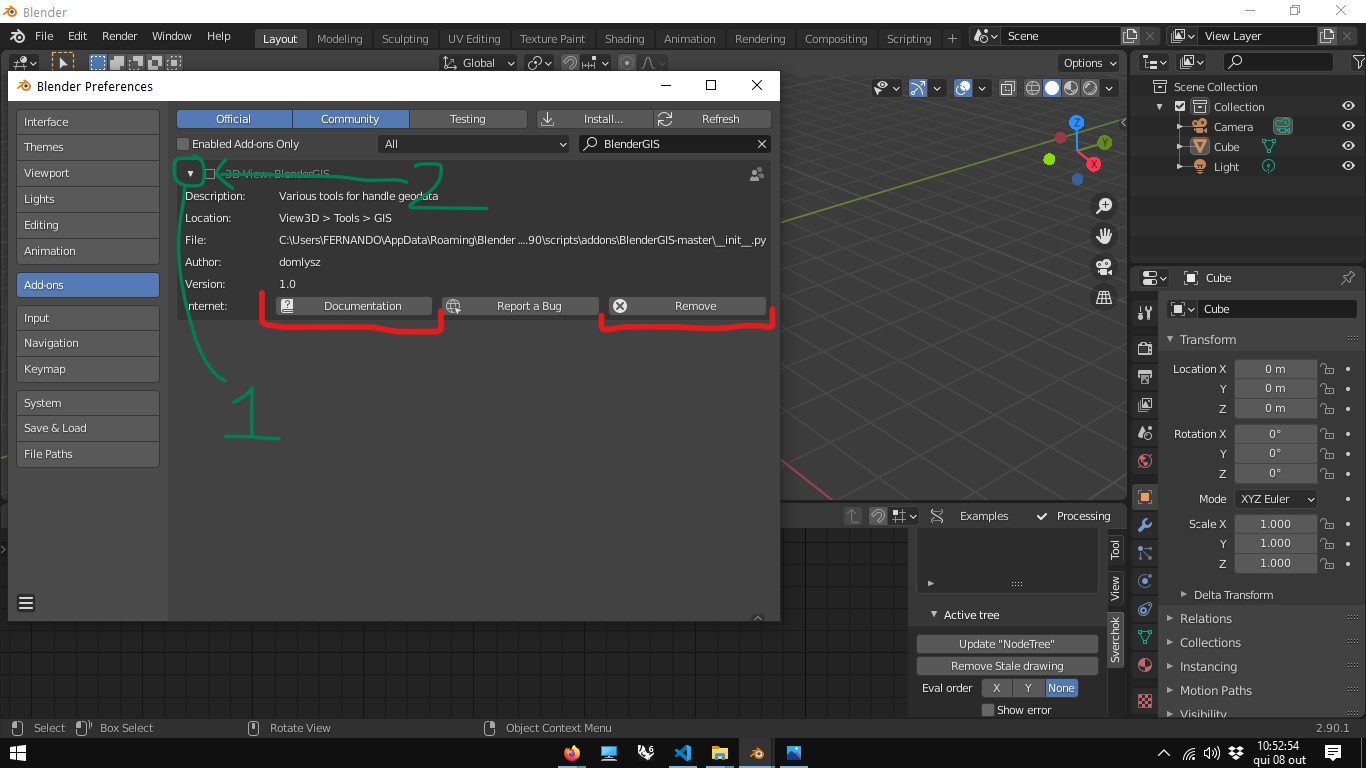 Blender
File Edit Render Window Help Layout Modeling Sculpting UV Editing Texture Paint Shading Animation Rendering Compositing Scripting + Scene View Layer
Global Options
Blender Preferences
Interface
Themes
Viewport
Lights
Editing
Animation
Add-ons
Input
Navigation
Keymap
System
Save & Load
File Paths
Official Community Testing Install... Refresh
Enabled Add-ons Only All BlenderGIS
3D View: BlenderGIS
2
Description: Various tools for handle geodata
Location: View3D > Tools > GIS
File: C:\Users\FERNANDO\AppData\Roaming\Blender ....90\scripts\addons\BlenderGIS-master\__init__.py
Author: domlysz
Version: 1.0
Internet: Documentation Report a Bug Remove
1
Z
Y
X
Scene Collection
Collection
Camera
Cube
Light
Cube
Cube
Transform
Location X 0 m
Y 0 m
Z 0 m
Rotation X 0°
Y 0°
Z 0°
Mode XYZ Euler
Scale X 1.000
Y 1.000
Z 1.000
Delta Transform
Relations
Collections
Instancing
Motion Paths
Visibility
Examples Processing
Tool
View
Sverchok
Active tree
Update "NodeTree"
Remove Stale drawing
Eval order X Y None
Show error
Select Box Select Rotate View Object Context Menu 2.90.1
10:52:54
qui 08 out